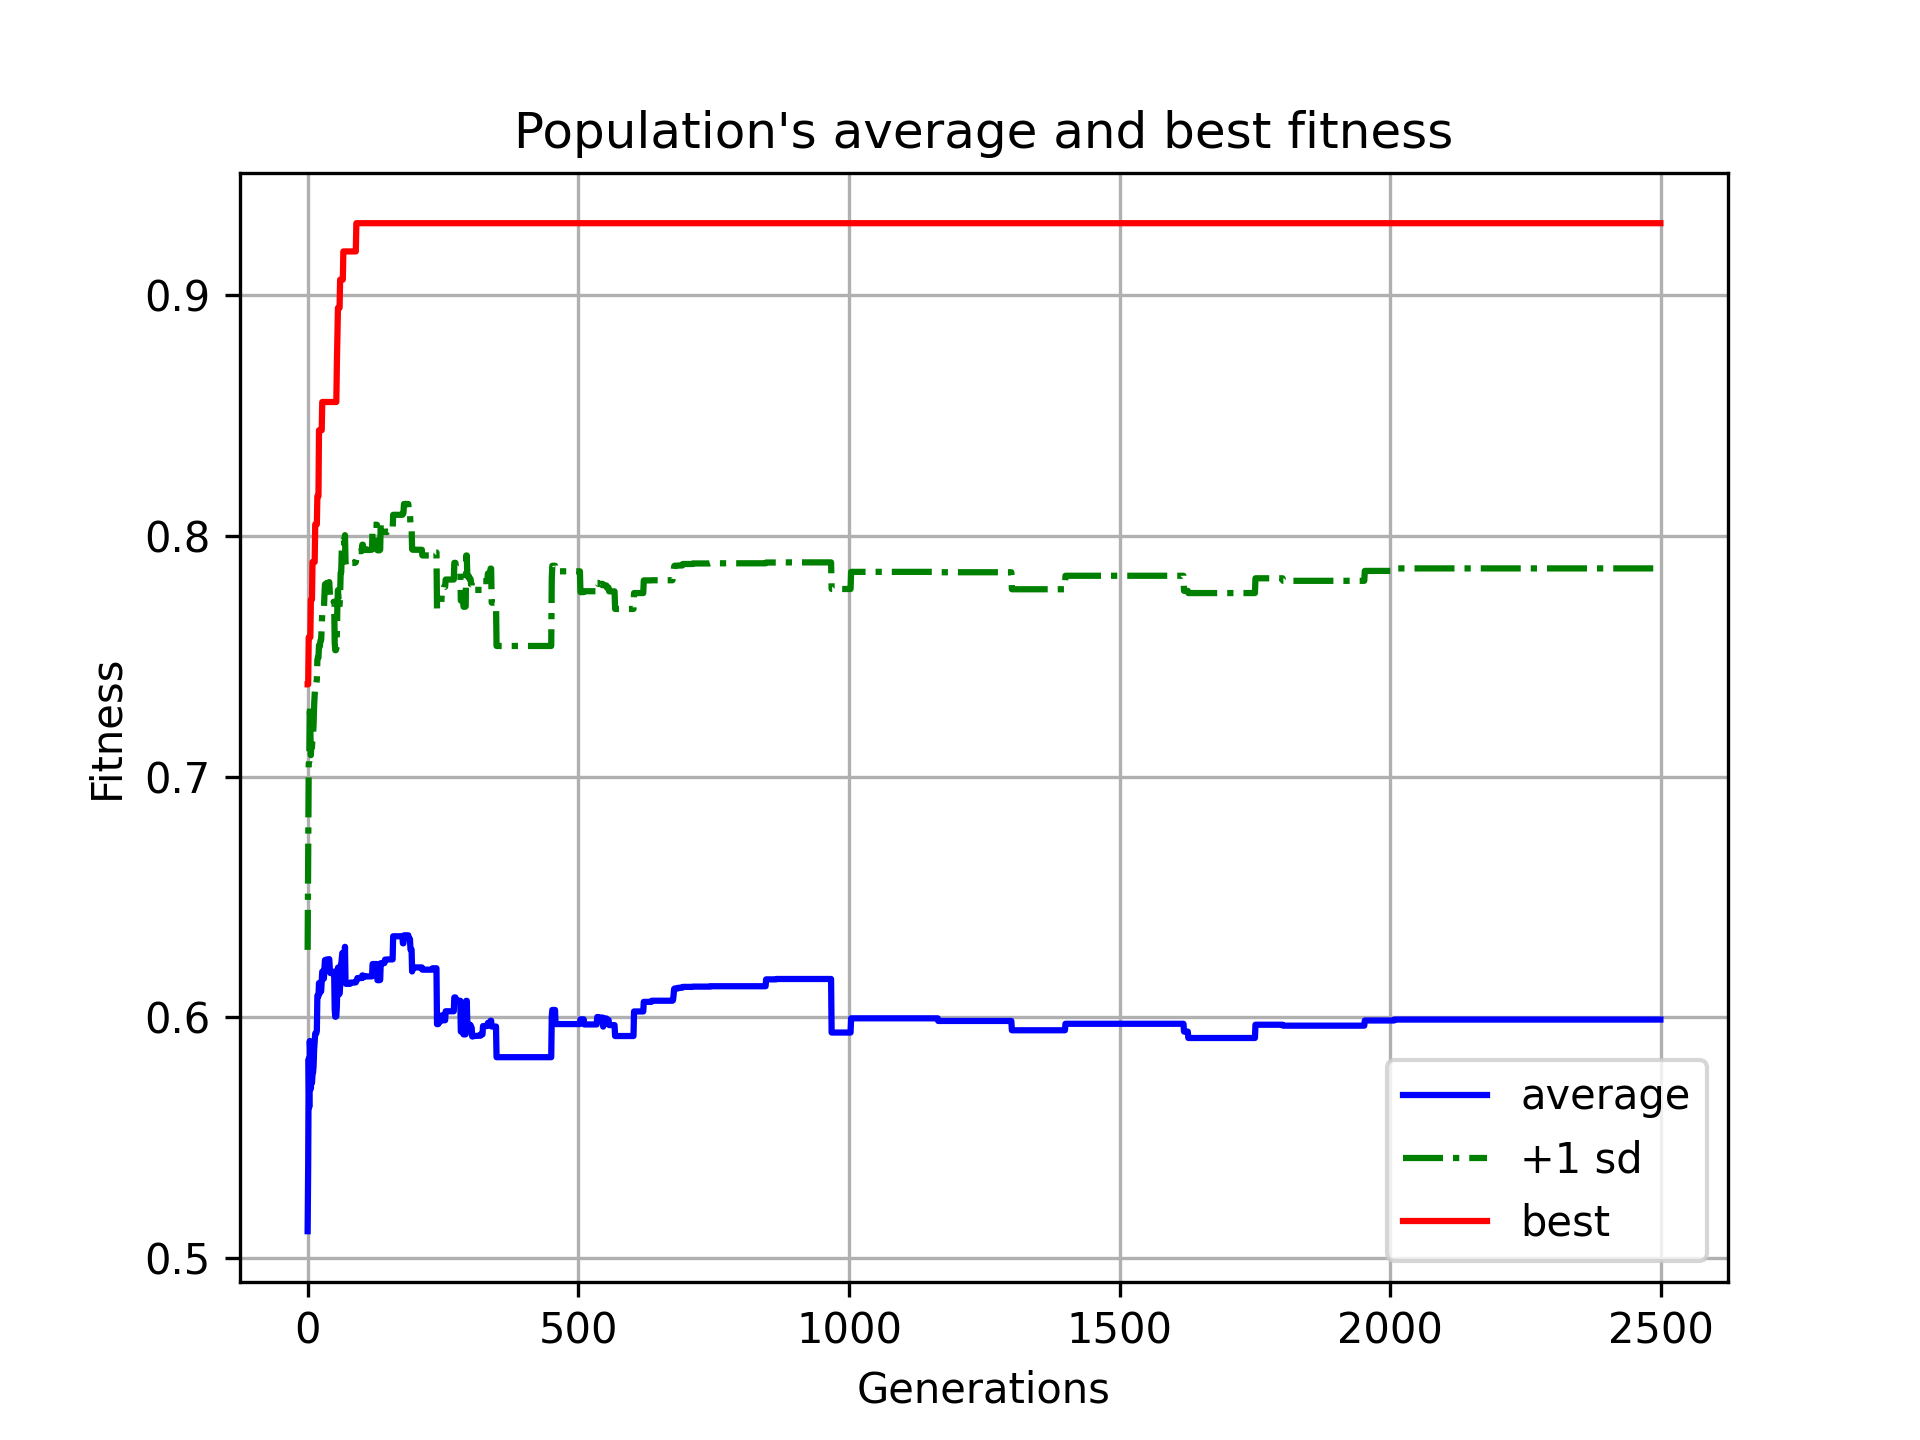 Population's average and best fitness
Fitness
0.9
0.8
0.7
0.6
0.5
0 500 1000 1500 2000 2500
Generations
average
+1 sd
best